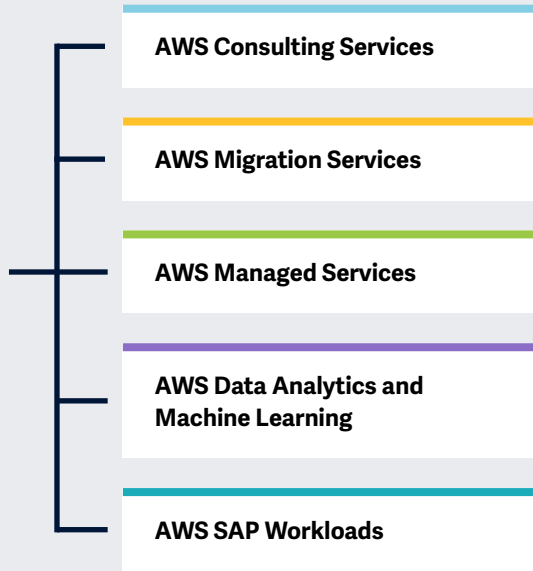 AWS Consulting Services
AWS Migration Services
AWS Managed Services
AWS Data Analytics and
Machine Learning
AWS SAP Workloads